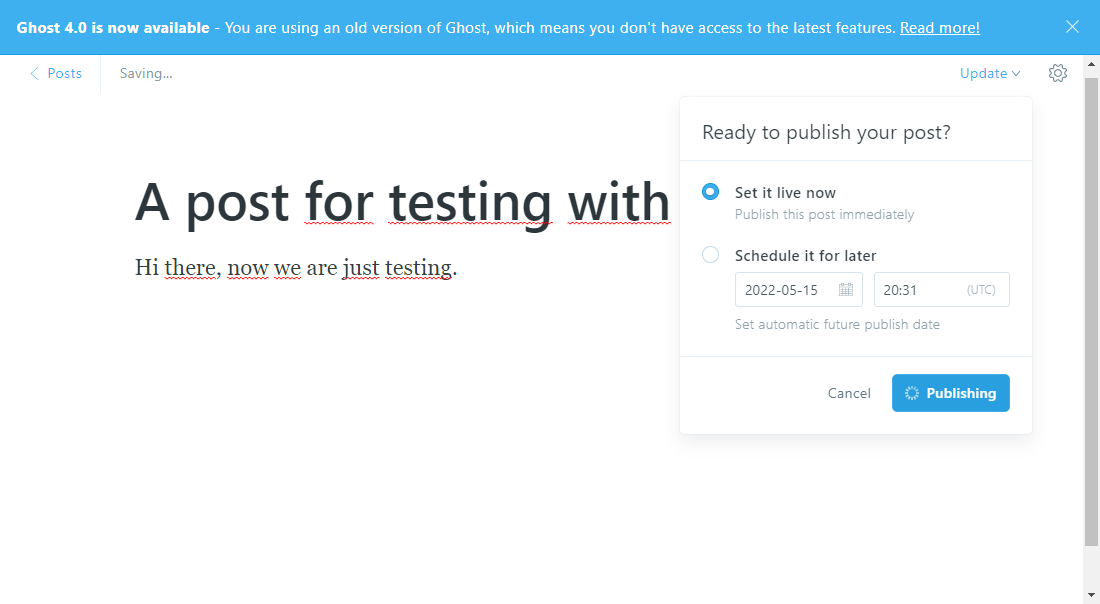 Ghost 4.0 is now available - You are using an old version of Ghost, which means you don't have access to the latest features. Read more!
Posts
Saving...
Update
Ready to publish your post?
A post for testing with
Set it live now
Publish this post immediately
Hi there, now we are just testing.
Schedule it for later
2022-05-15
20:31
(UTC)
Set automatic future publish date
Cancel
Publishing